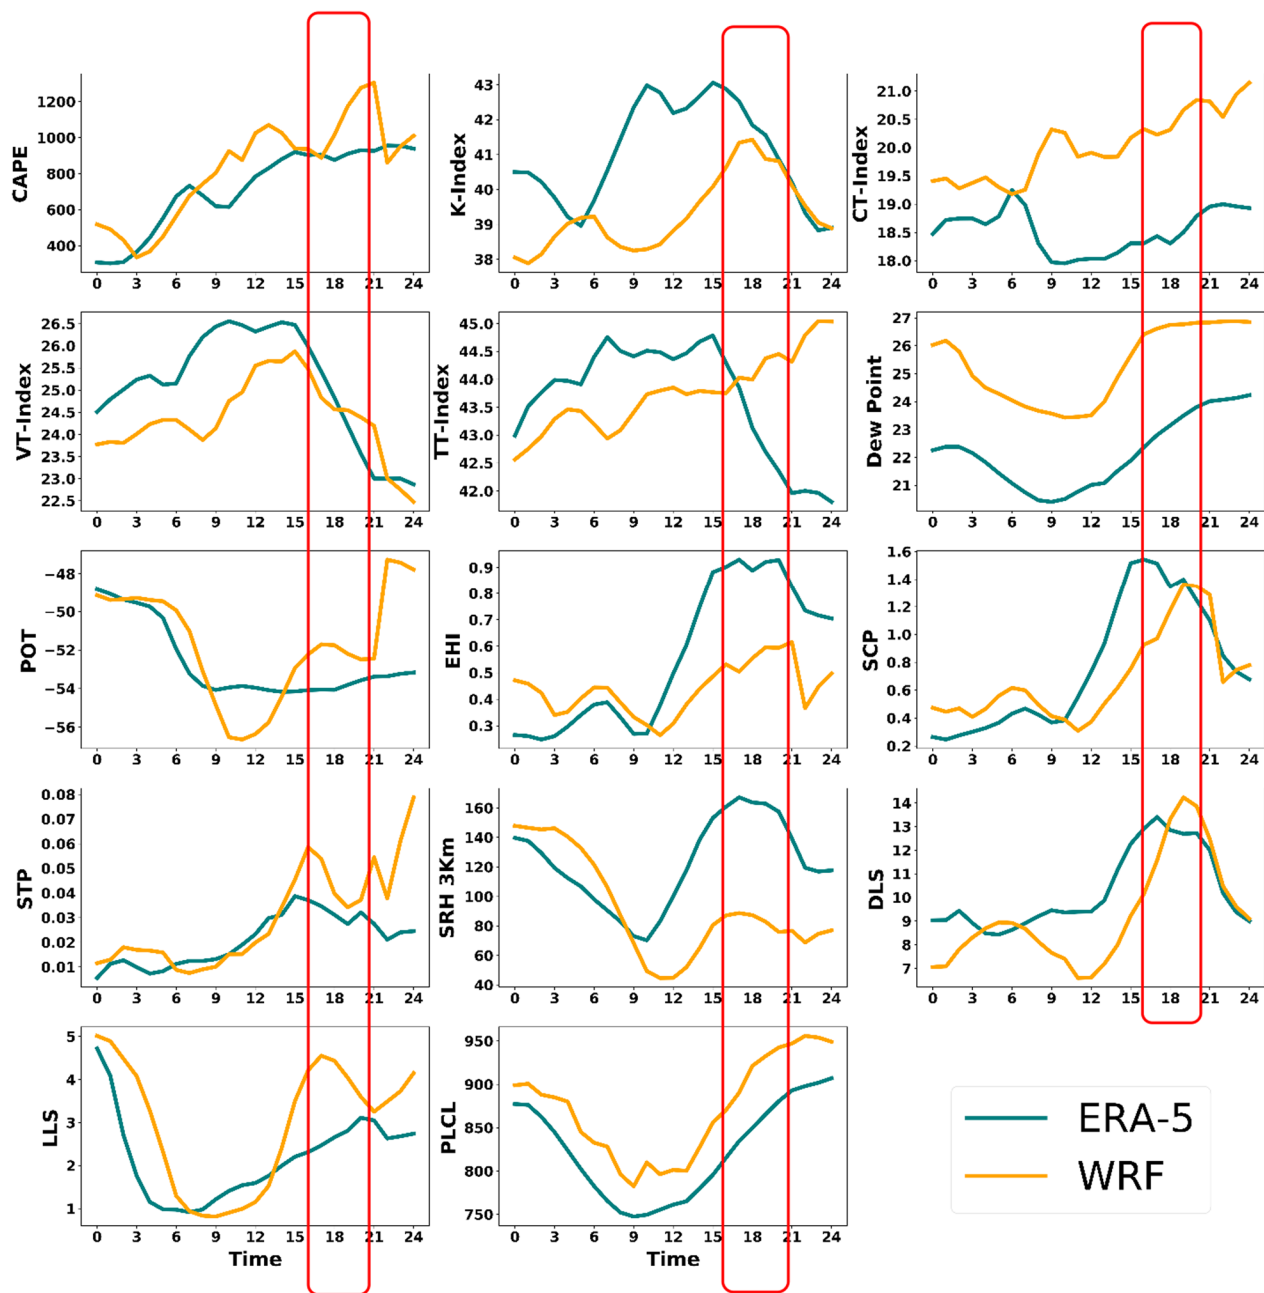 CAPE
1200
1000
800
600
400
0 3 6 9 12 15 18 21 24
K-Index
43
42
41
40
39
38
0 3 6 9 12 15 18 21 24
CT-Index
21.0
20.5
20.0
19.5
19.0
18.5
18.0
0 3 6 9 12 15 18 21 24
VT-Index
26.5
26.0
25.5
25.0
24.5
24.0
23.5
23.0
22.5
0 3 6 9 12 15 18 21 24
TT-Index
45.0
44.5
44.0
43.5
43.0
42.5
42.0
0 3 6 9 12 15 18 21 24
Dew Point
27
26
25
24
23
22
21
0 3 6 9 12 15 18 21 24
POT
−48
−50
−52
−54
−56
0 3 6 9 12 15 18 21 24
EHI
0.9
0.8
0.7
0.6
0.5
0.4
0.3
0 3 6 9 12 15 18 21 24
SCP
1.6
1.4
1.2
1.0
0.8
0.6
0.4
0.2
0 3 6 9 12 15 18 21 24
STP
0.08
0.07
0.06
0.05
0.04
0.03
0.02
0.01
0 3 6 9 12 15 18 21 24
SRH 3Km
160
140
120
100
80
60
40
0 3 6 9 12 15 18 21 24
DLS
14
13
12
11
10
9
8
7
0 3 6 9 12 15 18 21 24
LLS
5
4
3
2
1
0 3 6 9 12 15 18 21 24
Time
PLCL
950
900
850
800
750
0 3 6 9 12 15 18 21 24
Time
ERA-5
WRF